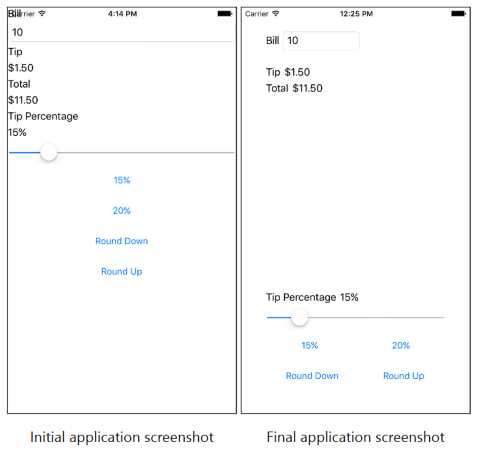 Bill Carrier 4:14 PM
10
Tip
$1.50
Total
$11.50
Tip Percentage
15%
15%
20%
Round Down
Round Up
Initial application screenshot
Carrier 12:25 PM
Bill 10
Tip $1.50
Total $11.50
Tip Percentage 15%
15% 20%
Round Down Round Up
Final application screenshot